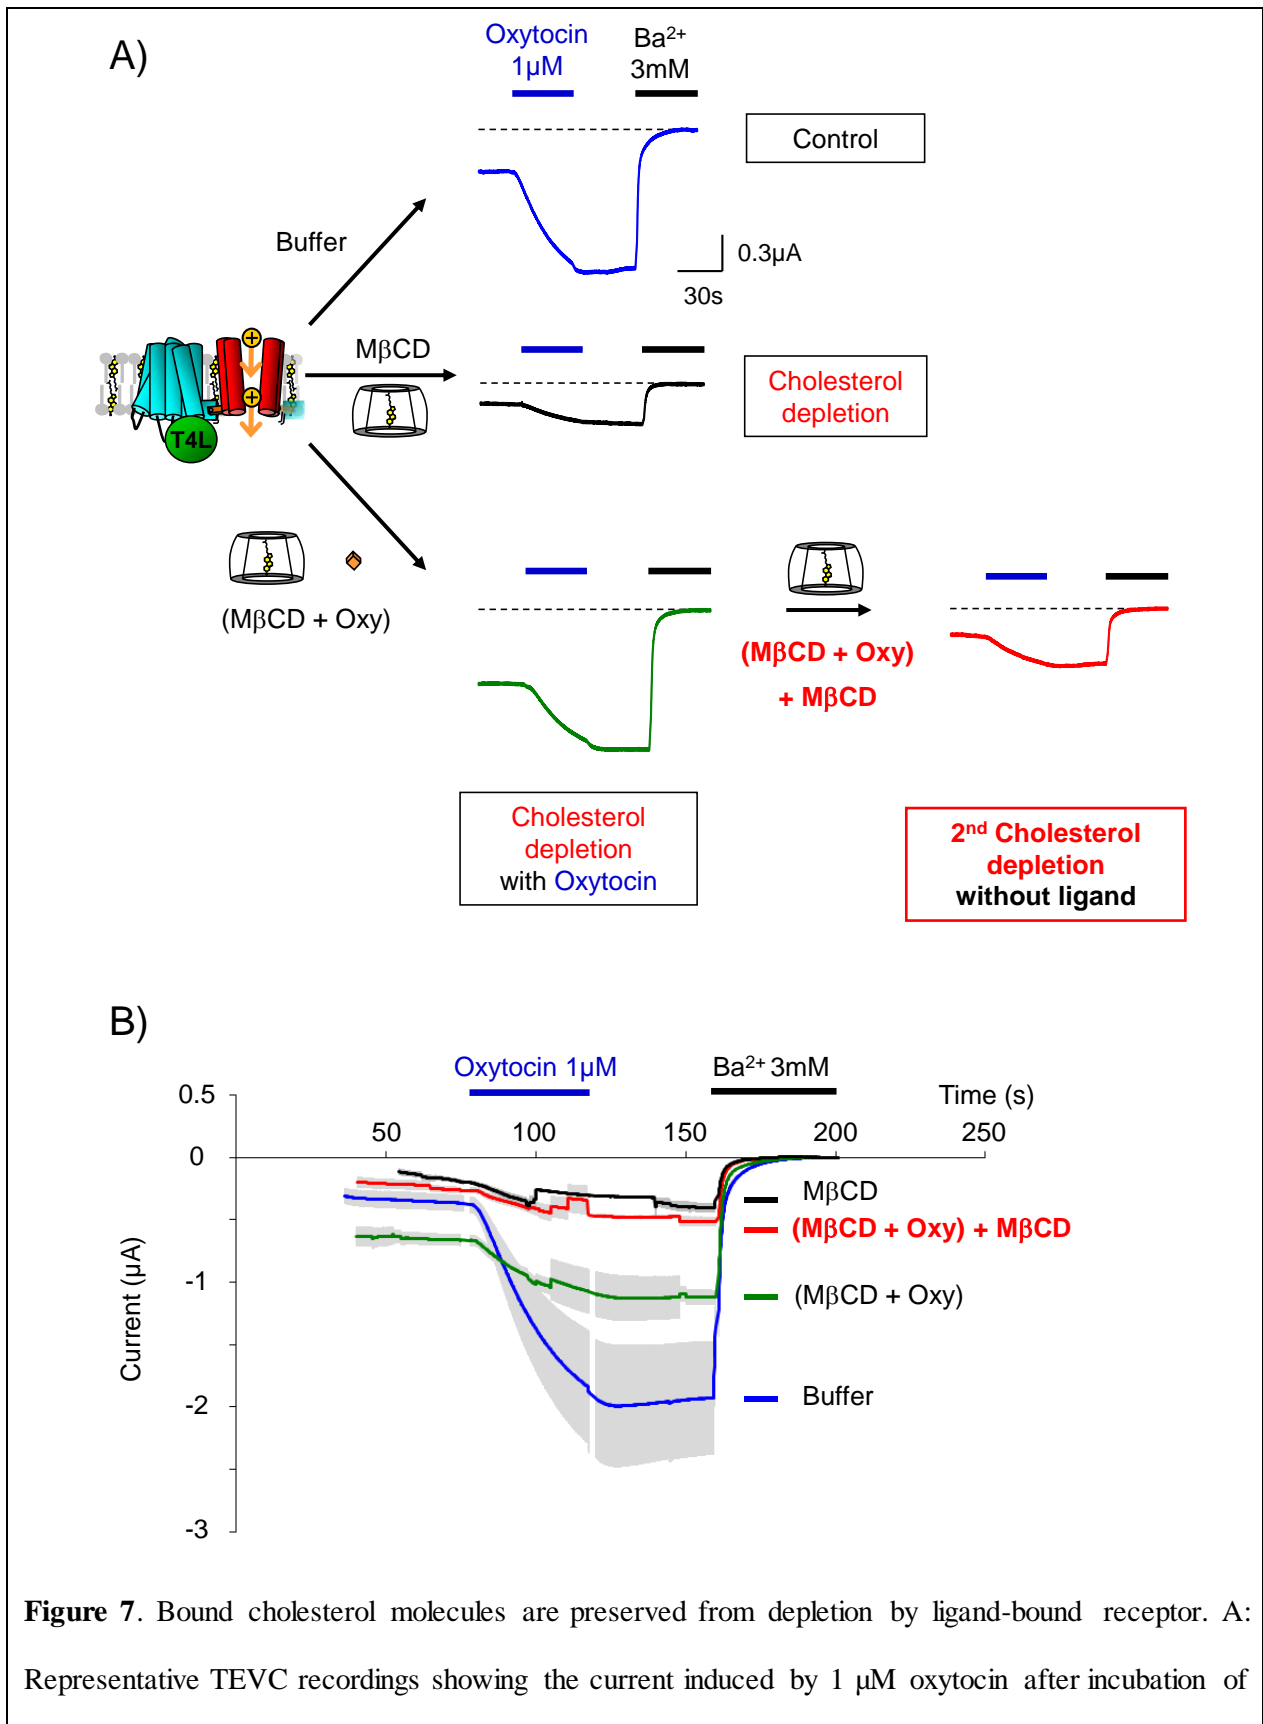 A)
Oxytocin
1µM
Ba²⁺
3mM
Control
Buffer
0.3µA
30s
MβCD
Cholesterol
depletion
T4L
+
+
(MβCD + Oxy)
(MβCD + Oxy)
+ MβCD
Cholesterol
depletion
with Oxytocin
2nd Cholesterol
depletion
without ligand
B)
Oxytocin 1µM
Ba²⁺ 3mM
Time (s)
0.5
50
100
150
200
250
0
MβCD
(MβCD + Oxy) + MβCD
-1
(MβCD + Oxy)
Current (µA)
-2
Buffer
-3
Figure 7. Bound cholesterol molecules are preserved from depletion by ligand-bound receptor. A:
Representative TEVC recordings showing the current induced by 1 µM oxytocin after incubation of